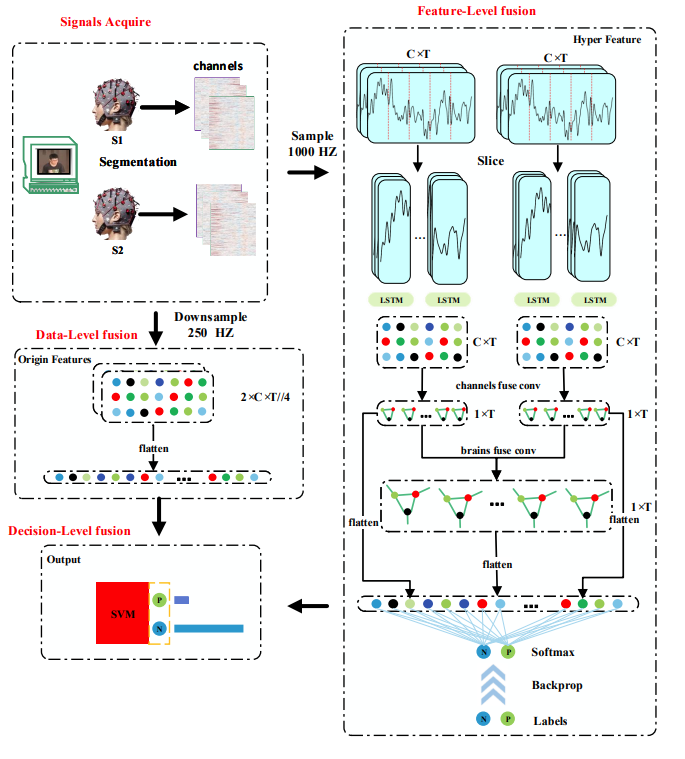 Signals Acquire
channels
S1
Segmentation
S2
Sample
1000 HZ
Downsample
250 HZ
Data-Level fusion
Origin Features
2×C×T//4
flatten
...
Decision-Level fusion
Output
SVM
P
N
Feature-Level fusion
Hyper Feature
C×T
C×T
Slice
...
...
LSTM
LSTM
LSTM
LSTM
C×T
C×T
channels fuse conv
...
1×T
...
1×T
brains fuse conv
...
1×T
flatten
flatten
flatten
...
N
P
Softmax
Backprop
N
P
Labels